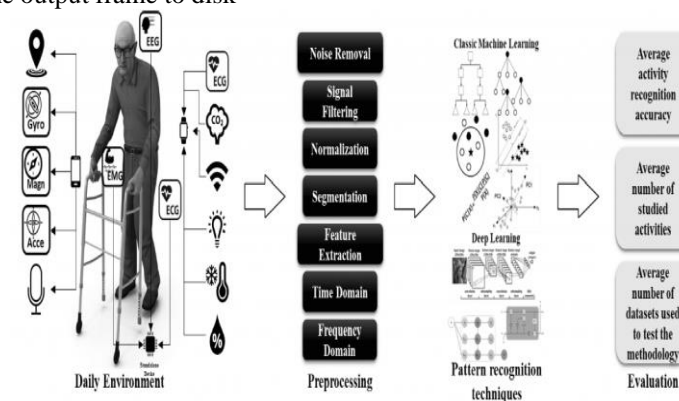 e output frame to disk
EEG
ECG
Gyro
CO2
EMG
Magn
ECG
Acce
%
Daily Environment
Noise Removal
Signal
Filtering
Normalization
Segmentation
Feature
Extraction
Time Domain
Frequency
Domain
Preprocessing
Classic Machine Learning
Deep Learning
Pattern recognition
techniques
Average
activity
recognition
accuracy
Average
number of
studied
activities
Average
number of
datasets used
to test the
methodology
Evaluation